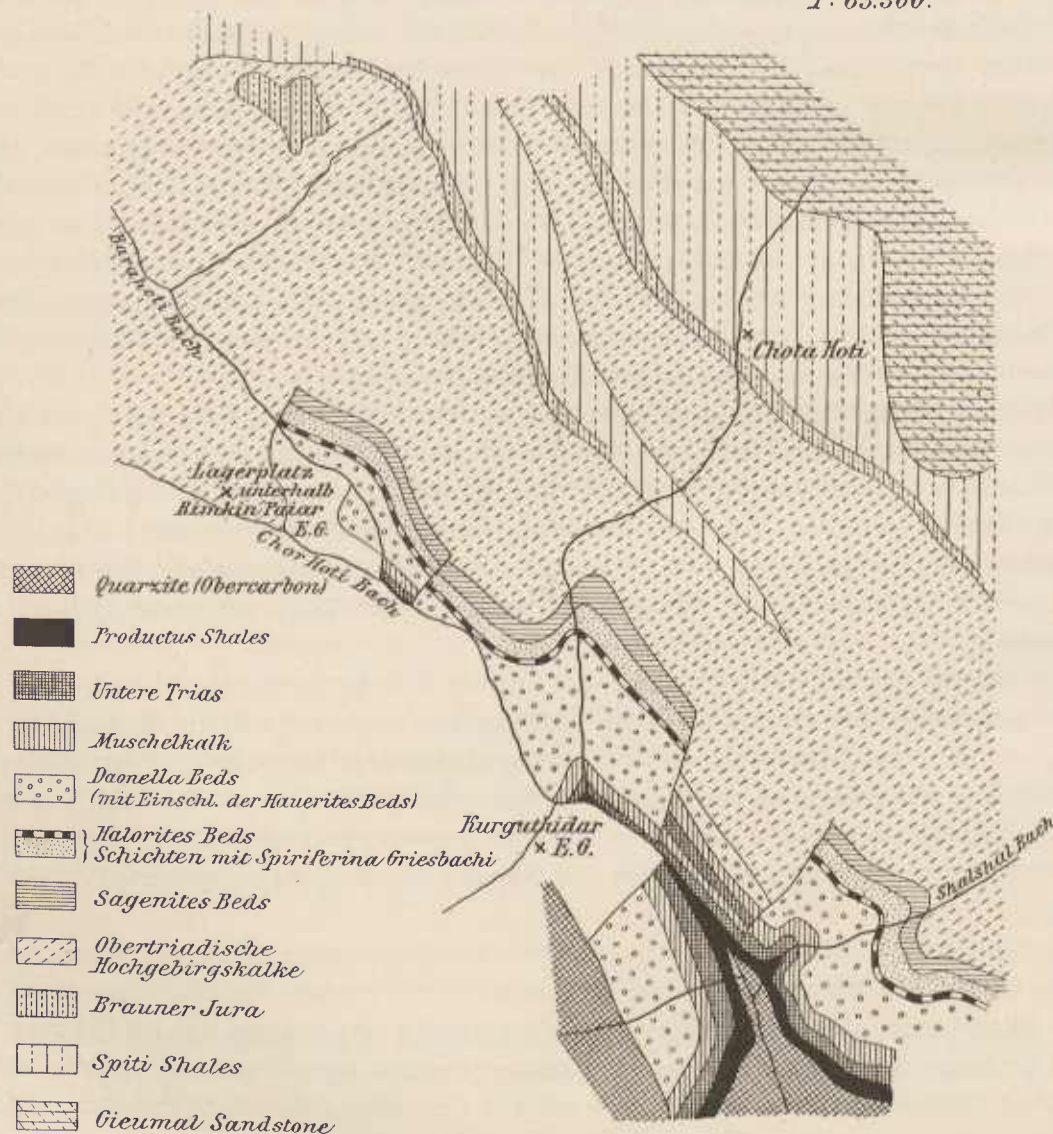 1 : 63.360.
Baraheti Bach
Chota Hoti
Lagerplatz
× unterhalb
Rimkin Paiar
E.G.
Chor Hoti Bach
Kurguthidar
× E.G.
Shalshal Bach
Quarzite (Obercarbon)
Productus Shales
Untere Trias
Muschelkalk
Daonella Beds
(mit Einschl. der Hauerites Beds)
Halorites Beds
Schichten mit Spiriferina Griesbachi
Sagenites Beds
Obertriadische
Hochgebirgskalke
Brauner Jura
Spiti Shales
Gieumal Sandstone